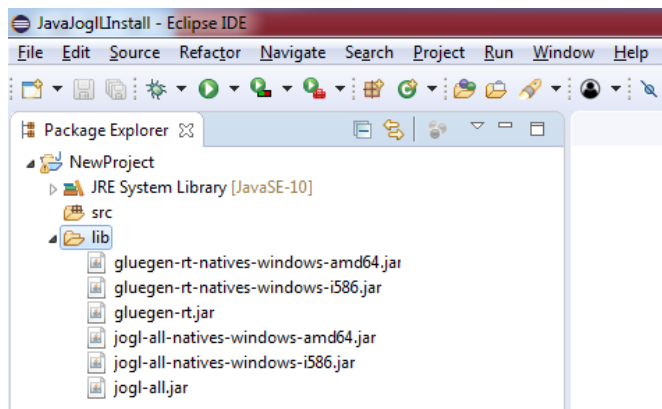 JavaJogILInstall - Eclipse IDE
File Edit Source Refactor Navigate Search Project Run Window Help
Package Explorer
NewProject
JRE System Library [JavaSE-10]
src
lib
gluegen-rt-natives-windows-amd64.jar
gluegen-rt-natives-windows-i586.jar
gluegen-rt.jar
jogl-all-natives-windows-amd64.jar
jogl-all-natives-windows-i586.jar
jogl-all.jar